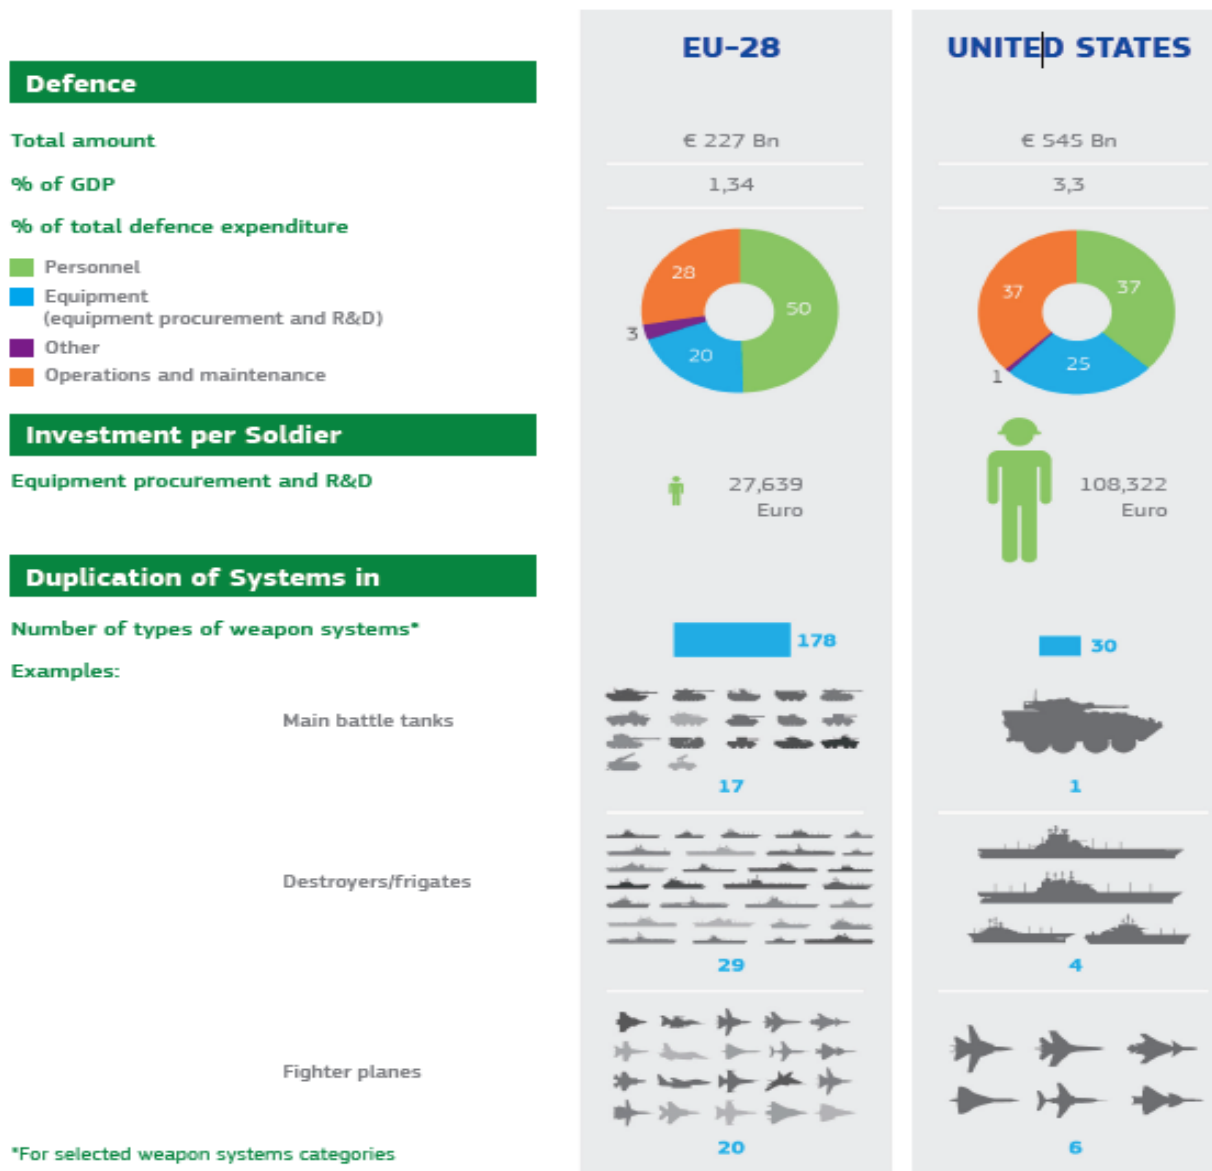 EU-28
UNITED STATES
Defence
Total amount
€ 227 Bn
€ 545 Bn
% of GDP
1,34
3,3
% of total defence expenditure
Personnel
Equipment
(equipment procurement and R&D)
Other
Operations and maintenance
28
50
3
20
37
37
1
25
Investment per Soldier
Equipment procurement and R&D
27,639
Euro
108,322
Euro
Duplication of Systems in
Number of types of weapon systems*
178
30
Examples:
Main battle tanks
17
1
Destroyers/frigates
29
4
Fighter planes
20
6
*For selected weapon systems categories